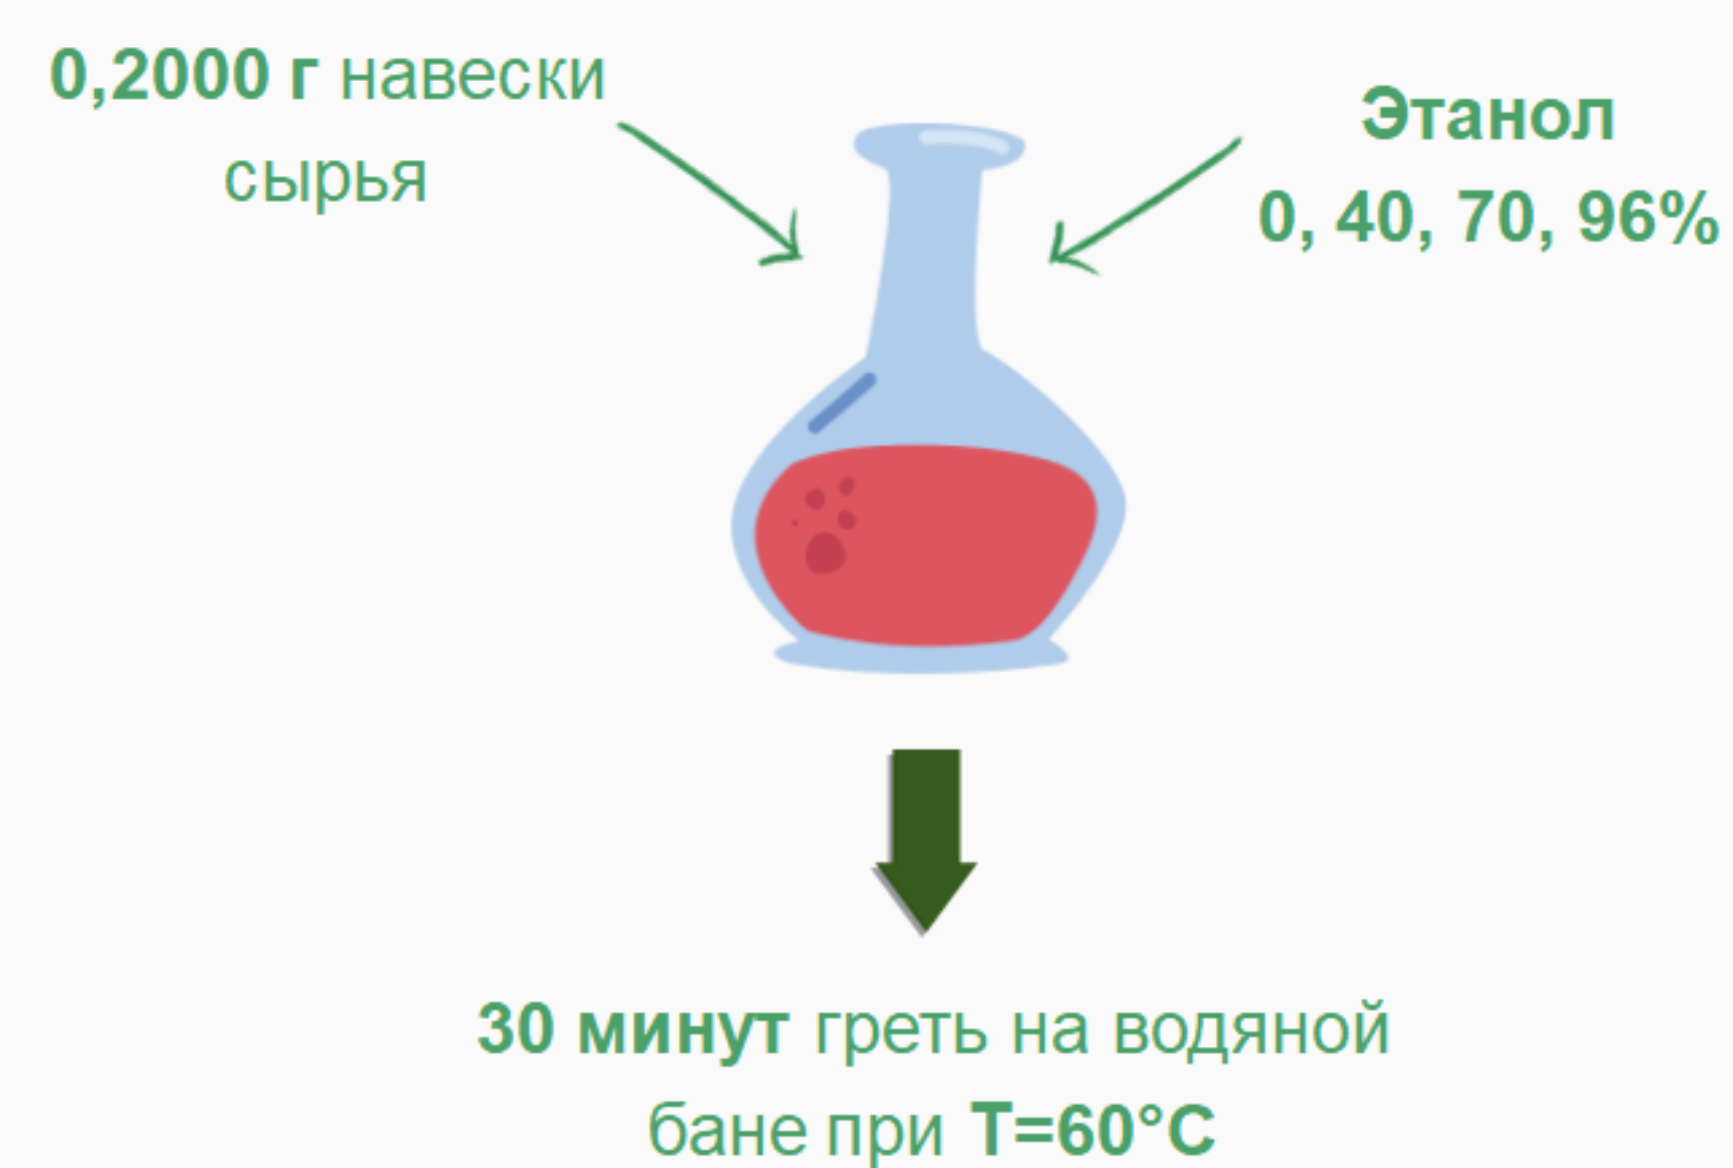 0,2000 г навески
сырья
Этанол
0, 40, 70, 96%
30 минут греть на водяной
бане при T=60°C